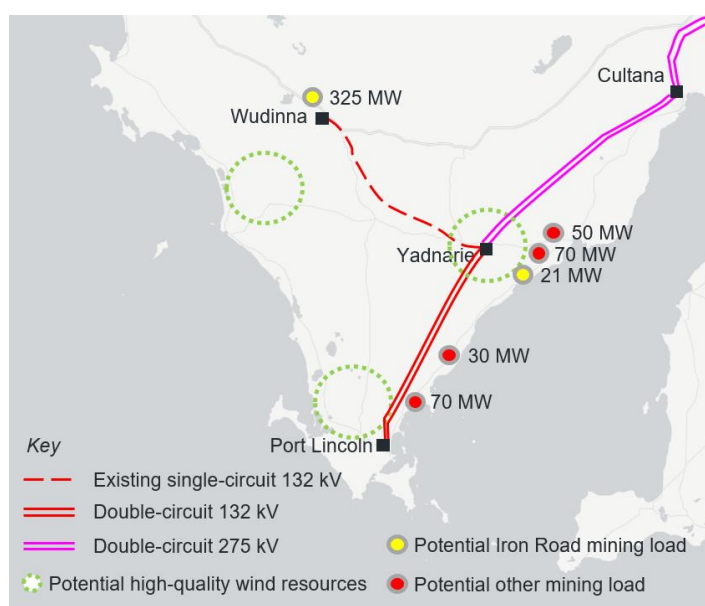 Cultana
325 MW
Wudinna
50 MW
Yadnarie
70 MW
21 MW
30 MW
70 MW
Port Lincoln
Key
Existing single-circuit 132 kV
Double-circuit 132 kV
Double-circuit 275 kV
Potential Iron Road mining load
Potential high-quality wind resources
Potential other mining load